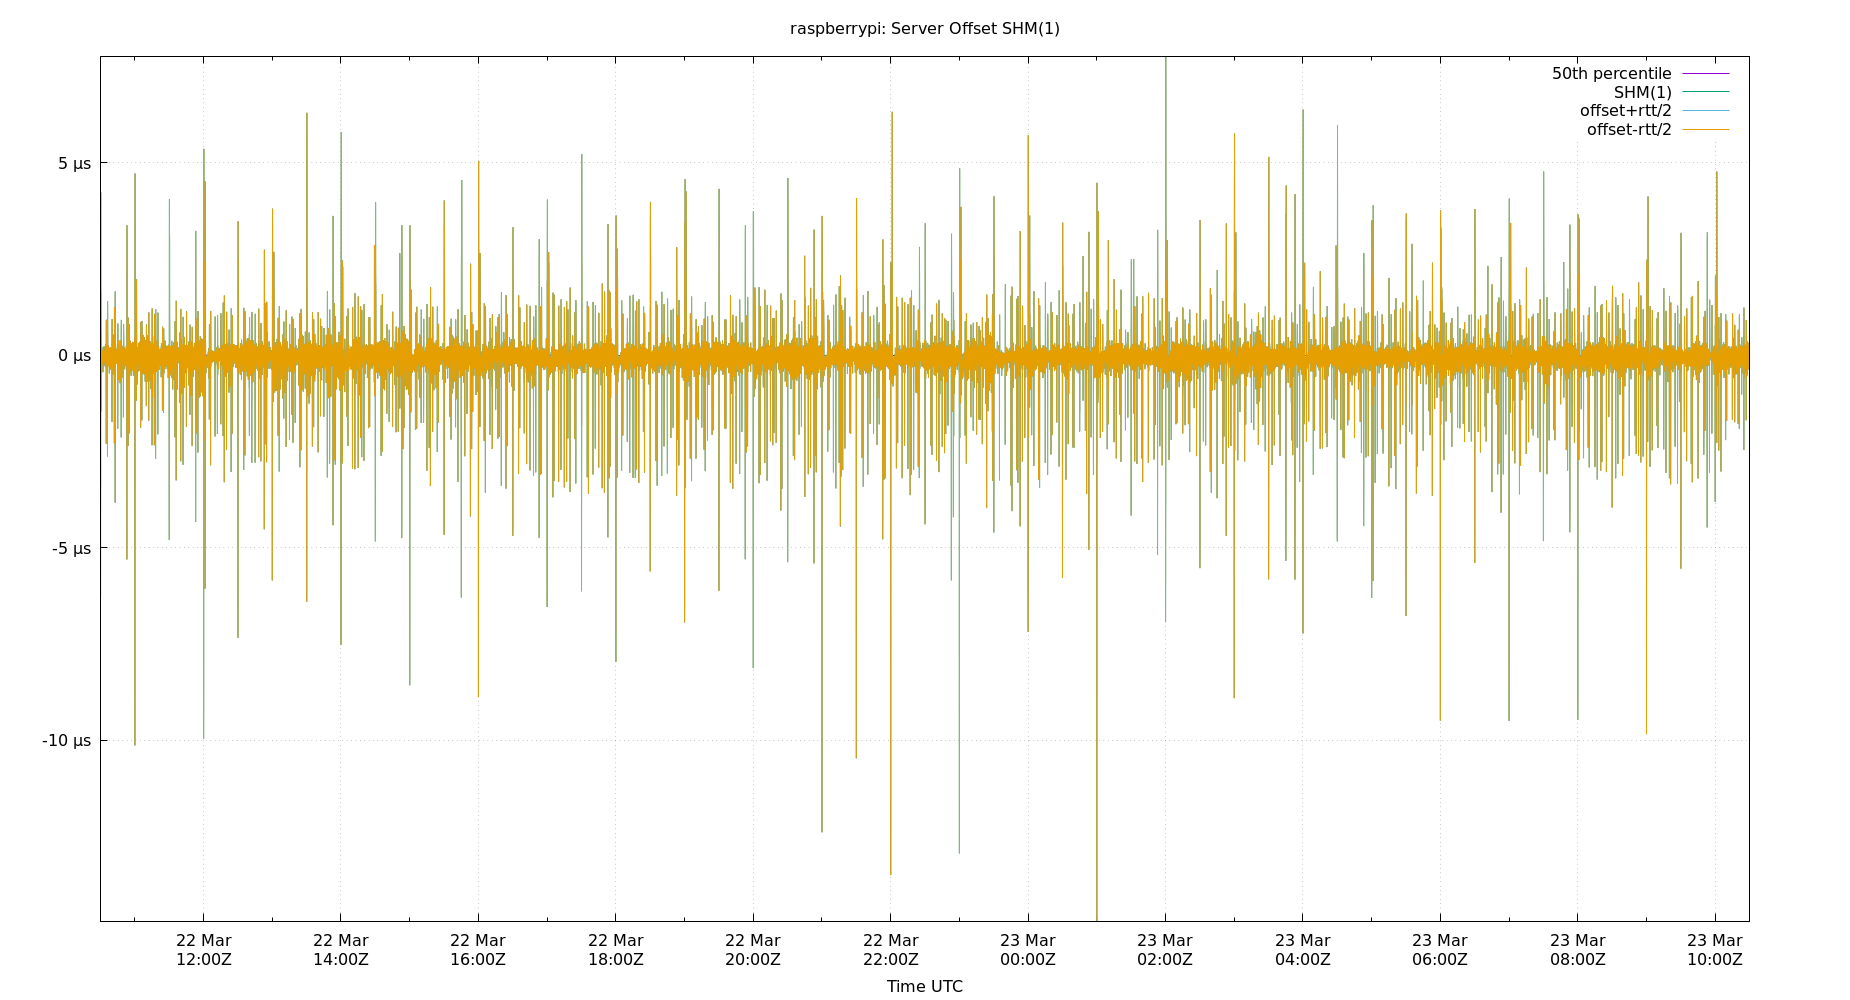 raspberrypi: Server Offset SHM(1)
50th percentile
SHM(1)
offset+rtt/2
offset-rtt/2
5 µs
0 µs
-5 µs
-10 µs
22 Mar 22 Mar 22 Mar 22 Mar 22 Mar 22 Mar 23 Mar 23 Mar 23 Mar 23 Mar 23 Mar 23 Mar
12:00Z 14:00Z 16:00Z 18:00Z 20:00Z 22:00Z 00:00Z 02:00Z 04:00Z 06:00Z 08:00Z 10:00Z
Time UTC